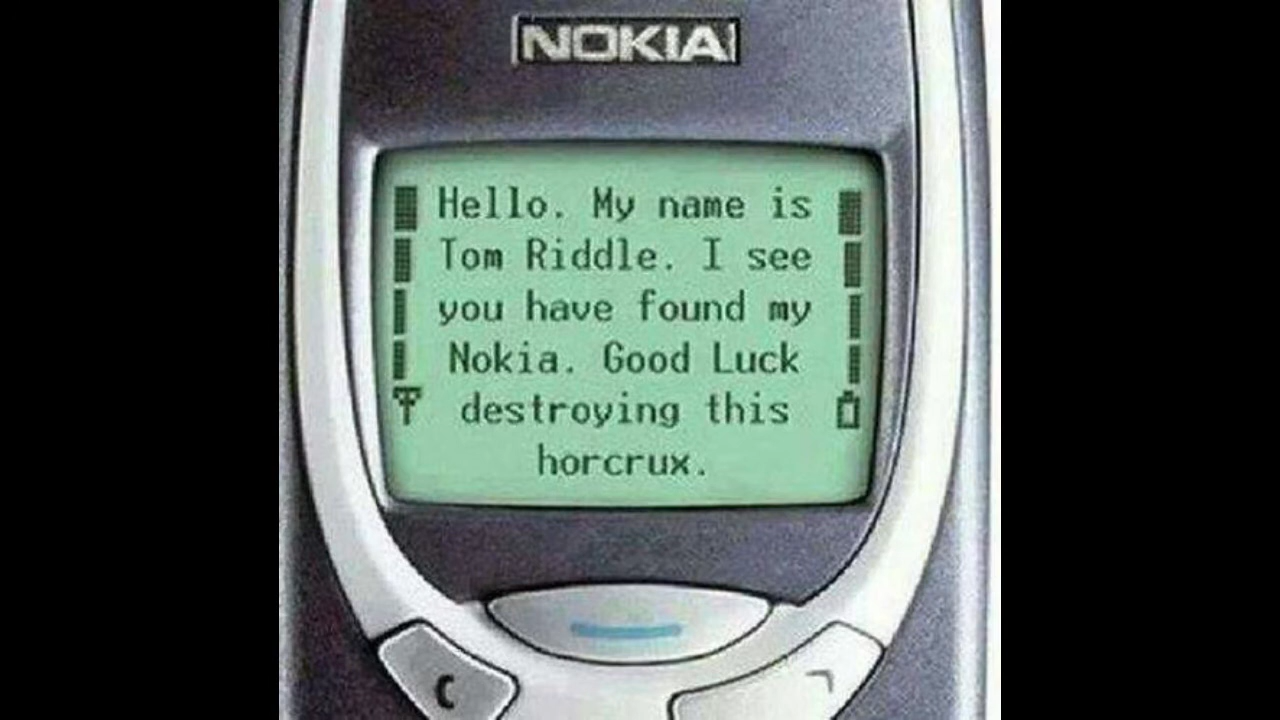 NOKIA
Hello. My name is
Tom Riddle. I see
you have found my
Nokia. Good Luck
destroying this
horcrux.